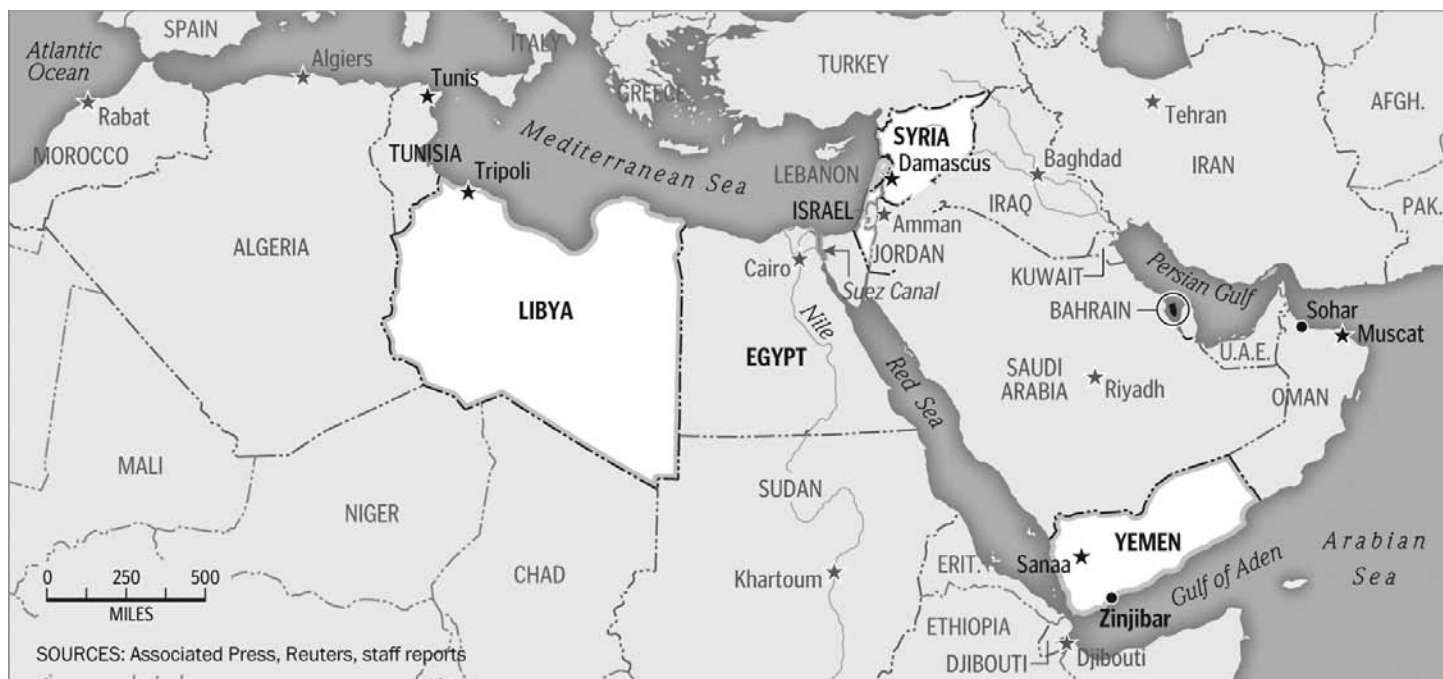 SPAIN
Atlantic
Ocean
Algiers
ITALY
Tunis
Rabat
MOROCCO
GREECE
TURKEY
Tehran
AFGH.
TUNISIA
Tripoli
Mediterranean Sea
SYRIA
Damascus
LEBANON
Baghdad
IRAN
ISRAEL
IRAQ
Amman
PAK.
ALGERIA
JORDAN
Cairo
KUWAIT
Persian Gulf
Suez Canal
LIBYA
Nile
BAHRAIN
Sohar
Muscat
EGYPT
U.A.E.
Red Sea
SAUDI
ARABIA
Riyadh
OMAN
MALI
SUDAN
NIGER
YEMEN
Arabian
Sea
ERIT.
Sanaa
CHAD
Khartoum
Gulf of Aden
0 250 500
MILES
Zinjibar
ETHIOPIA
DJIBOUTI
Djibouti
SOURCES: Associated Press, Reuters, staff reports